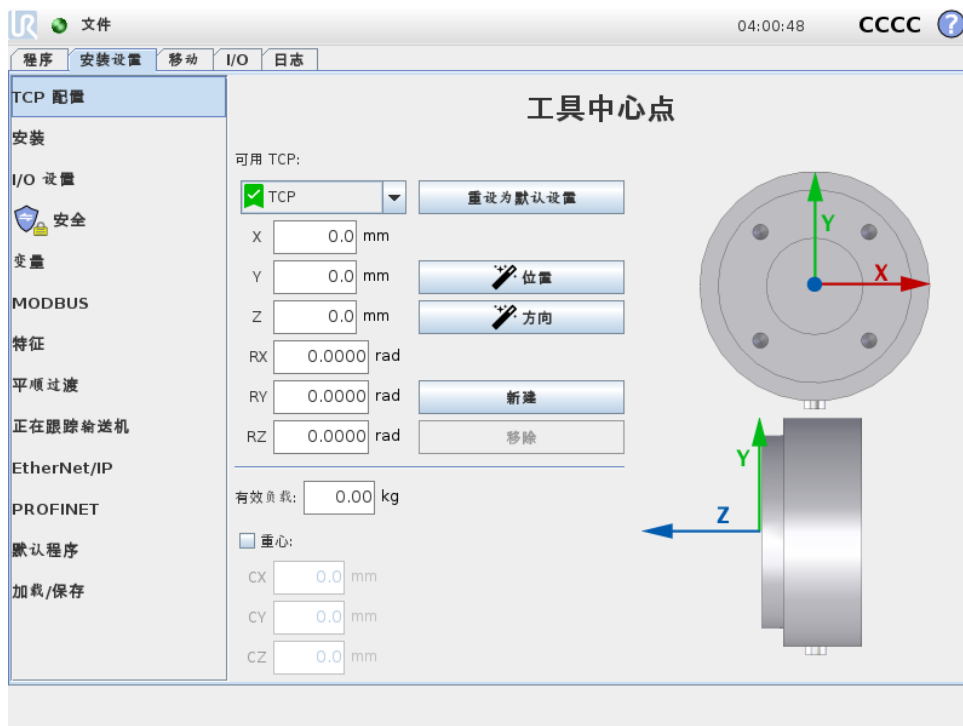 UR 文件 04:00:48 CCCC ?
程序 安装设置 移动 I/O 日志
TCP 配置
安装
I/O 设置
安全
变量
MODBUS
特征
平顺过渡
正在跟踪输送机
EtherNet/IP
PROFINET
默认程序
加载/保存
工具中心点
可用 TCP:
TCP 重设为默认设置
X 0.0 mm
Y 0.0 mm 位置
Z 0.0 mm 方向
RX 0.0000 rad
RY 0.0000 rad 新建
RZ 0.0000 rad 移除
有效负载: 0.00 kg
重心:
CX 0.0 mm
CY 0.0 mm
CZ 0.0 mm
Y
X
Y
Z